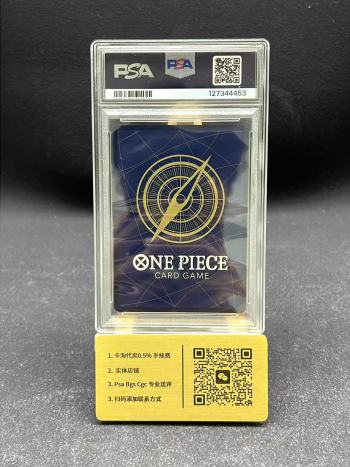 PSA
PSA
127344453
ONE PIECE
CARD GAME
1. 卡淘代卖0.5% 手续费
2. 实体店铺
3. Psa Bgs Cgc 专业送评
3. 扫码添加联系方式